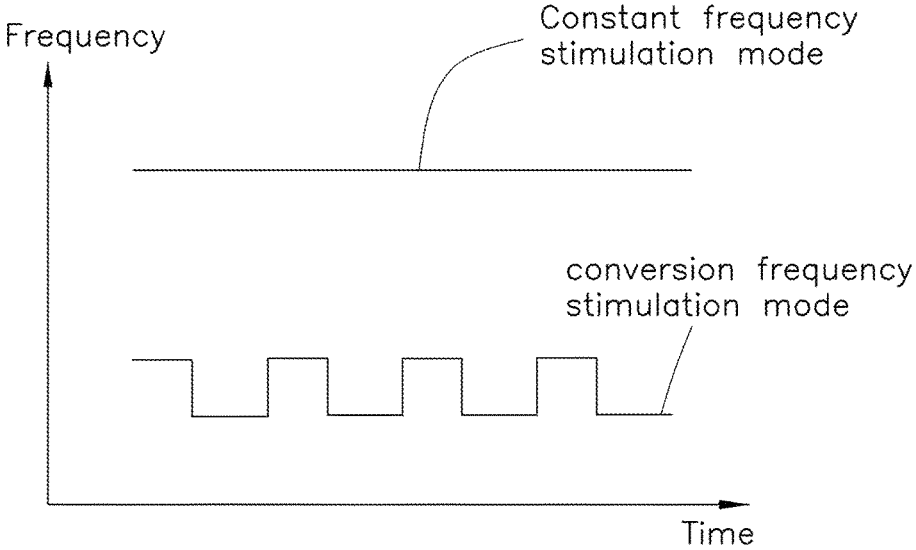 Constant frequency
Frequency
stimulation mode
conversion frequency
stimulation mode
Time